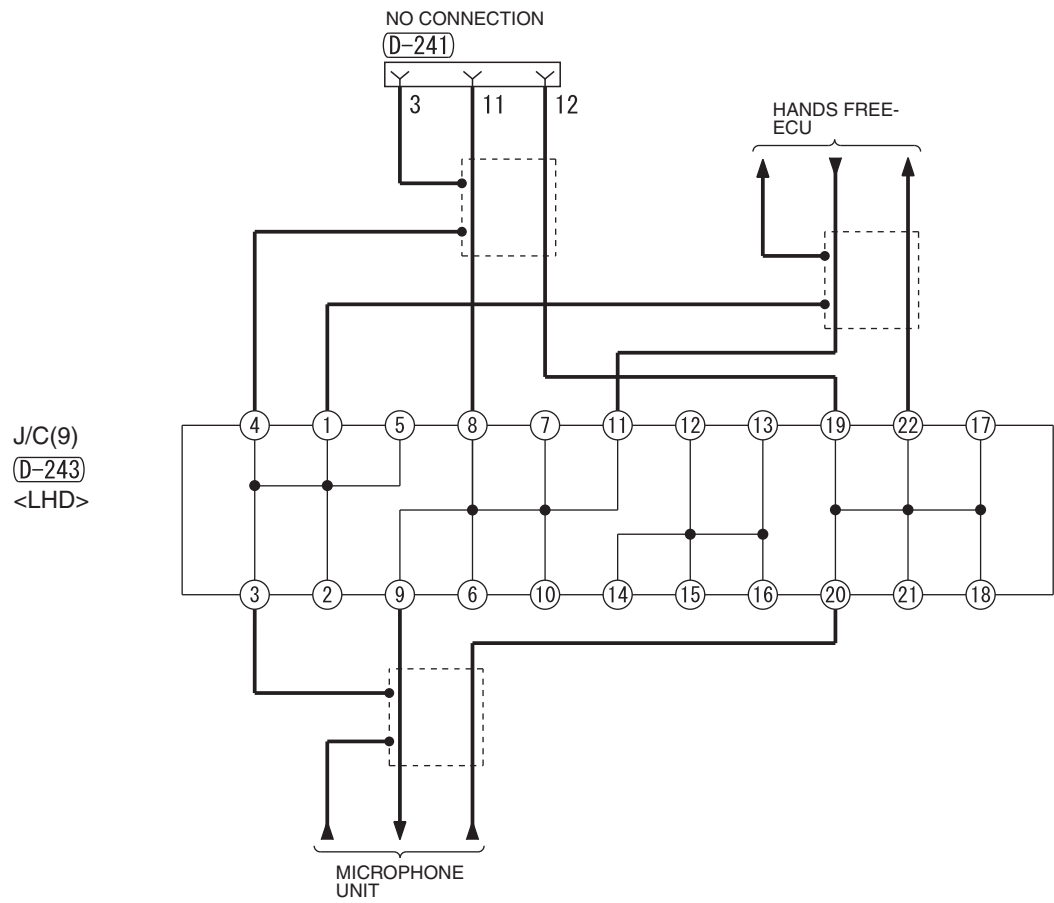 NO CONNECTION
D-241
3 11 12
HANDS FREE-
ECU
4 1 5 8 7 11 12 13 19 22 17
J/C(9)
D-243
<LHD>
3 2 9 6 10 14 15 16 20 21 18
MICROPHONE
UNIT